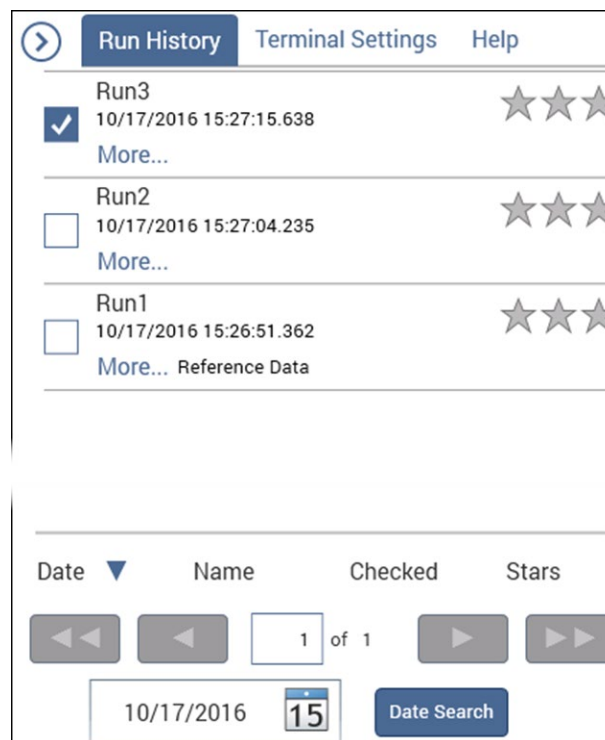 Run History Terminal Settings Help
Run3
10/17/2016 15:27:15.638
More...
Run2
10/17/2016 15:27:04.235
More...
Run1
10/17/2016 15:26:51.362
More... Reference Data
Date Name Checked Stars
1 of 1
10/17/2016 15 Date Search